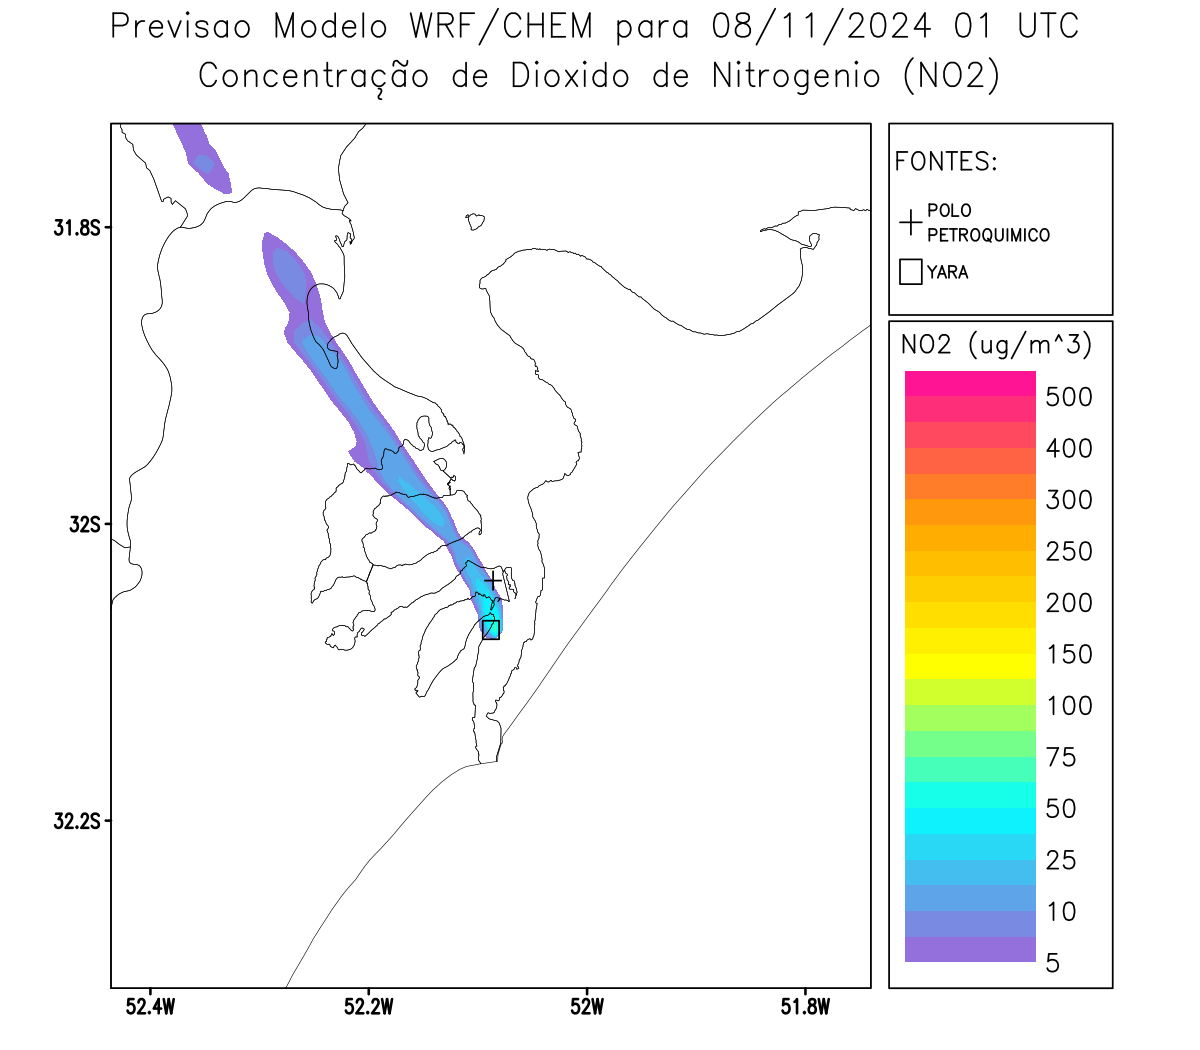 Previsao Modelo WRF/CHEM para 08/11/2024 01 UTC
Concentração de Dioxido de Nitrogenio (NO2)
FONTES:
POLO
PETROQUIMICO
YARA
NO2 (ug/m^3)
500
400
300
250
200
150
100
75
50
25
10
5
31.8S
32S
32.2S
52.4W
52.2W
52W
51.8W